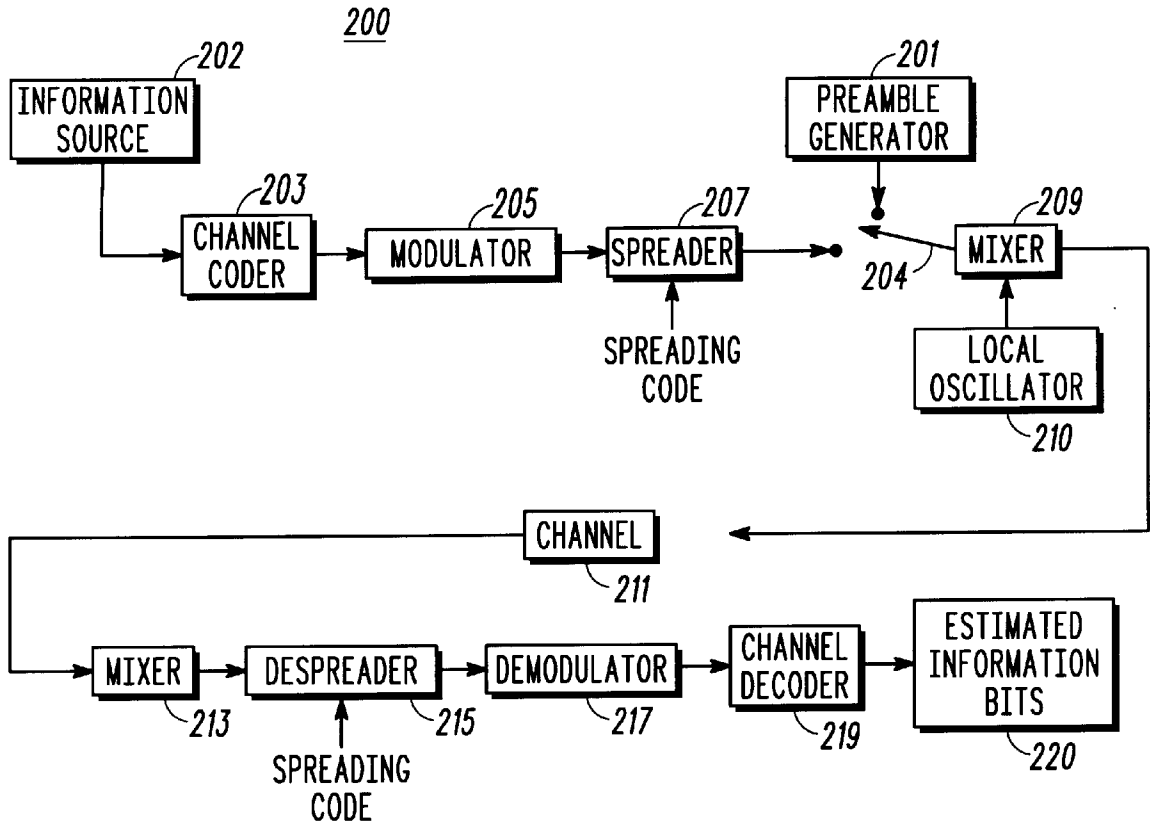 200
202
INFORMATION
SOURCE
201
PREAMBLE
GENERATOR
203
CHANNEL
CODER
205
MODULATOR
207
SPREADER
SPREADING
CODE
204
209
MIXER
LOCAL
OSCILLATOR
210
CHANNEL
211
MIXER
213
DESPREADER
215
SPREADING
CODE
DEMODULATOR
217
CHANNEL
DECODER
219
ESTIMATED
INFORMATION
BITS
220